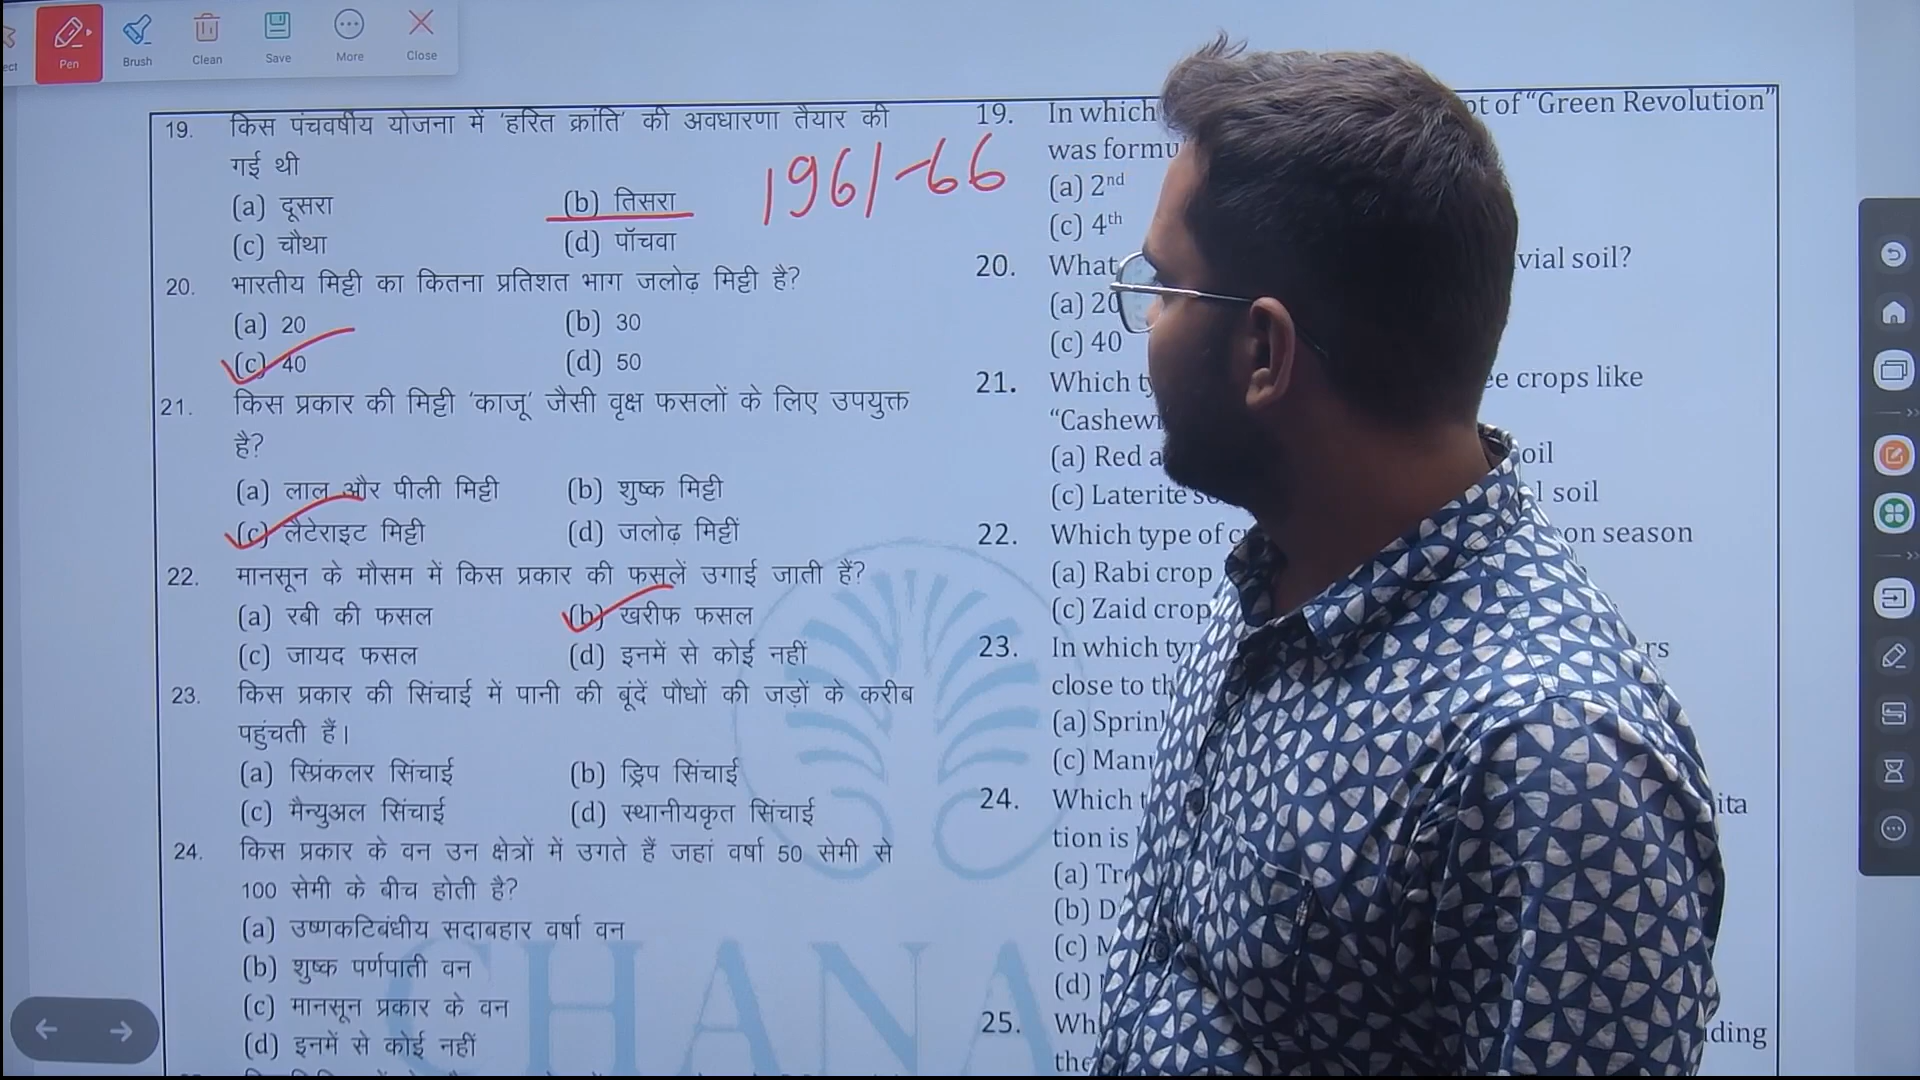 ect
Pen
Brush
Clean
Save
More
Close
19. किस पंचवर्षीय योजना में 'हरित क्रांति' की अवधारणा तैयार की
गई थी
1961-66
(a) दूसरा (b) तिसरा
(c) चौथा (d) पॉचवा
20. भारतीय मिट्टी का कितना प्रतिशत भाग जलोढ़ मिट्टी है?
(a) 20 (b) 30
(c) 40 (d) 50
21. किस प्रकार की मिट्टी 'काजू' जैसी वृक्ष फसलों के लिए उपयुक्त
है?
(a) लाल और पीली मिट्टी (b) शुष्क मिट्टी
(c) लैटेराइट मिट्टी (d) जलोढ़ मिट्टीं
22. मानसून के मौसम में किस प्रकार की फसलें उगाई जाती हैं?
(a) रबी की फसल (b) खरीफ फसल
(c) जायद फसल (d) इनमें से कोई नहीं
23. किस प्रकार की सिंचाई में पानी की बूंदें पौधों की जड़ों के करीब
पहुंचती हैं।
(a) स्प्रिंकलर सिंचाई (b) ड्रिप सिंचाई
(c) मैन्युअल सिंचाई (d) स्थानीयकृत सिंचाई
24. किस प्रकार के वन उन क्षेत्रों में उगते हैं जहां वर्षा 50 सेमी से
100 सेमी के बीच होती है?
(a) उष्णकटिबंधीय सदाबहार वर्षा वन
(b) शुष्क पर्णपाती वन
(c) मानसून प्रकार के वन
(d) इनमें से कोई नहीं
CHANA
19. In which pt of "Green Revolution"
was formu
(a) 2nd
(c) 4th
20. What vial soil?
(a) 20
(c) 40
21. Which ty ee crops like
"Cashew
(a) Red a oil
(c) Laterite so l soil
22. Which type of c on season
(a) Rabi crop
(c) Zaid crop
23. In which ty rs
close to th
(a) Sprin
(c) Man
24. Which t ita
tion is
(a) Tr
(b) D
(c) M
(d)
25. Wh ding
the